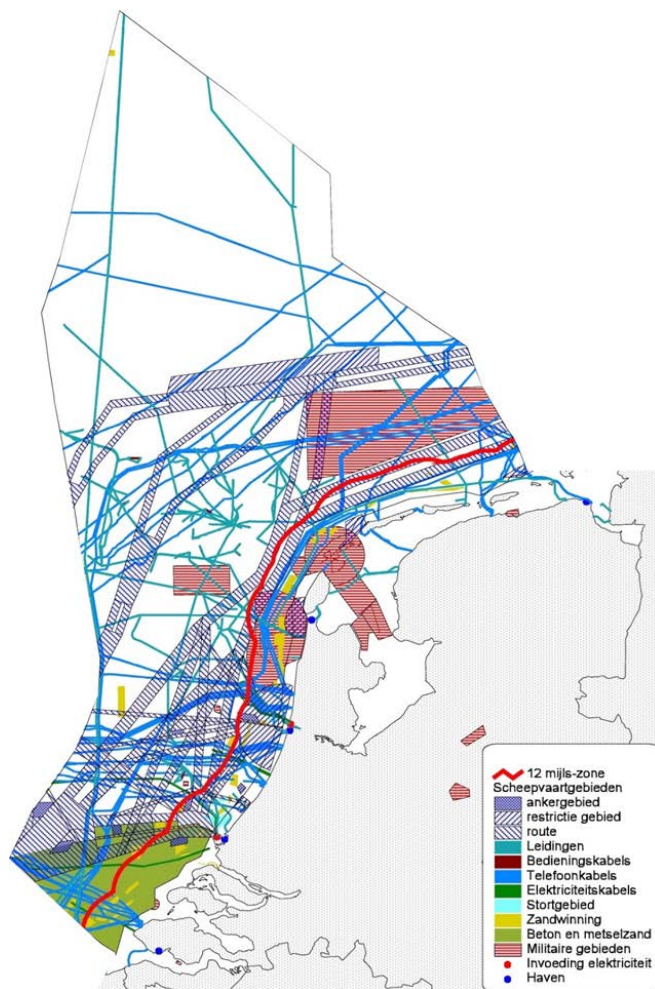 12 mijls-zone
Scheepvaartgebieden
ankergebied
restrictie gebied
route
Leidingen
Bedieningskabels
Telefoonkabels
Elektriciteitskabels
Stortgebied
Zandwinning
Beton en metselzand
Militaire gebieden
Invoeding elektriciteit
Haven